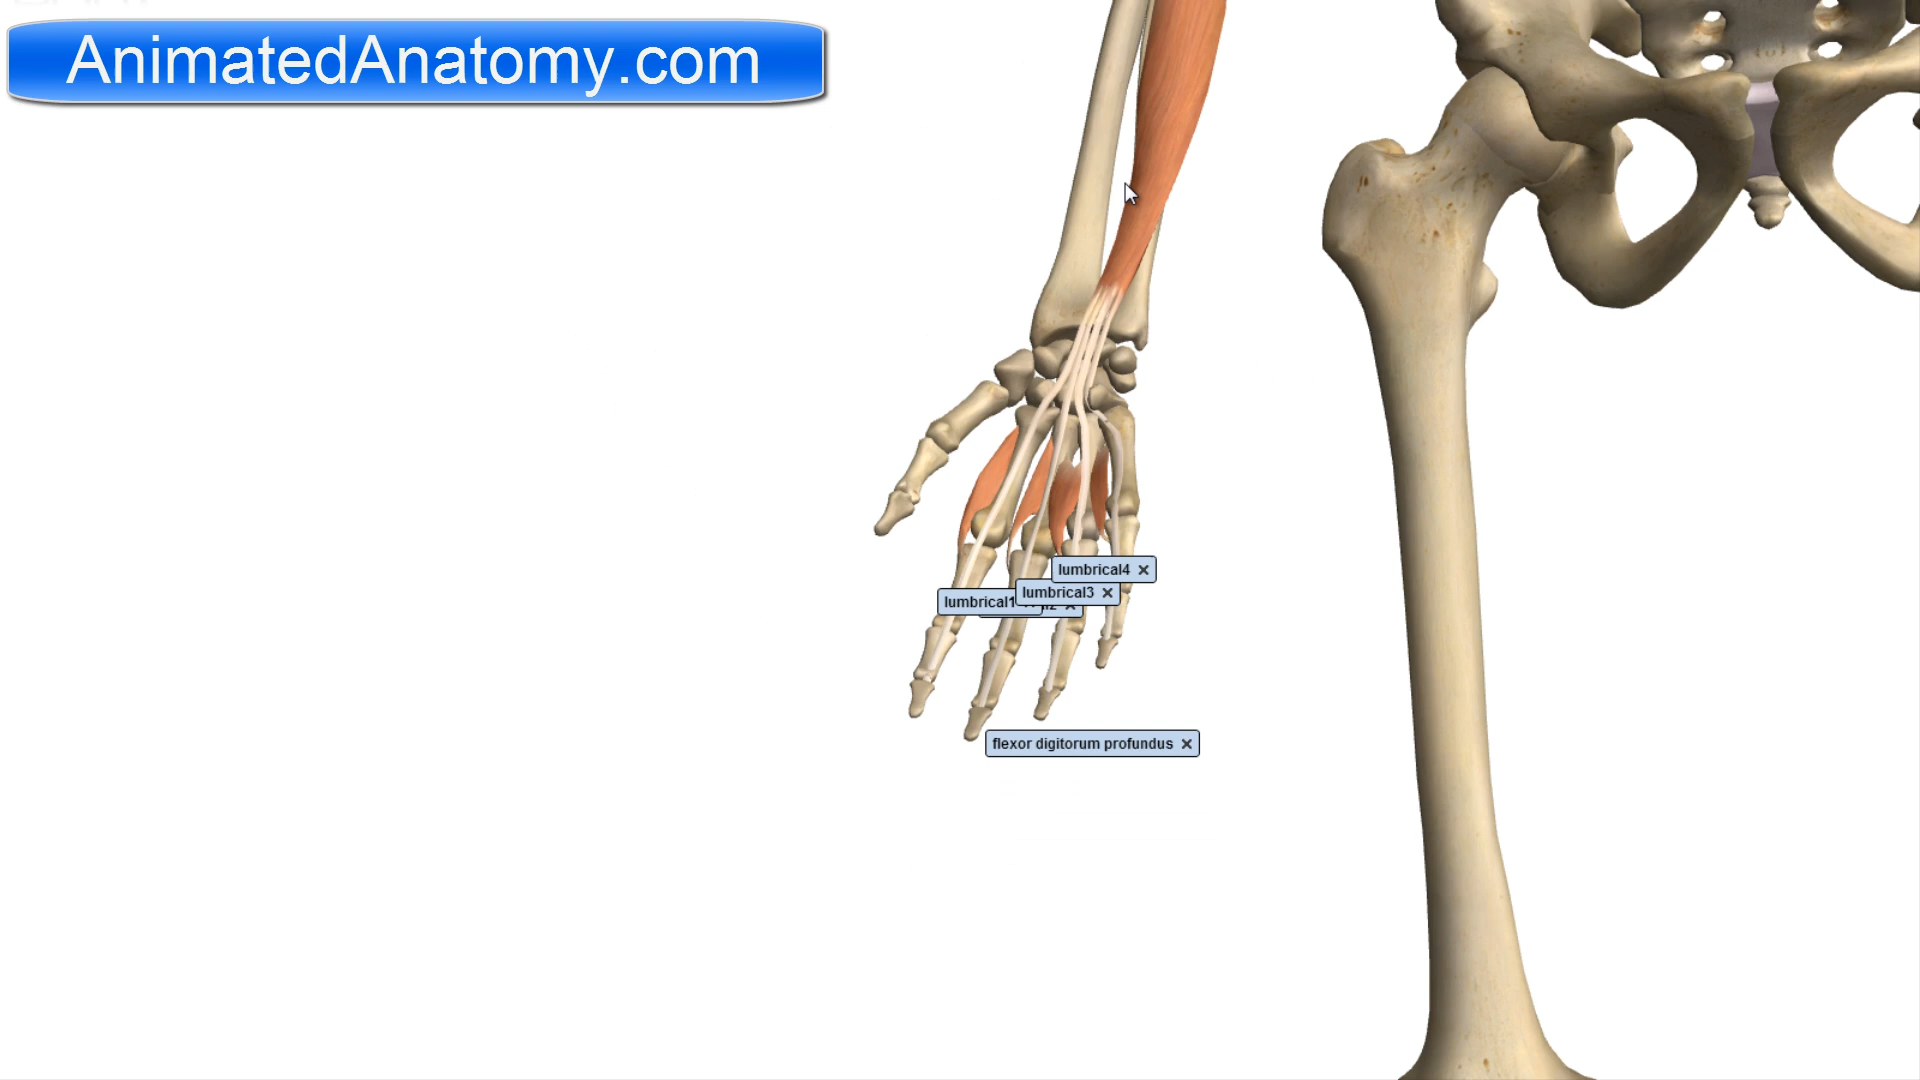 AnimatedAnatomy.com
lumbrical4 ×
lumbrical3 ×
lumbrical1
flexor digitorum profundus ×